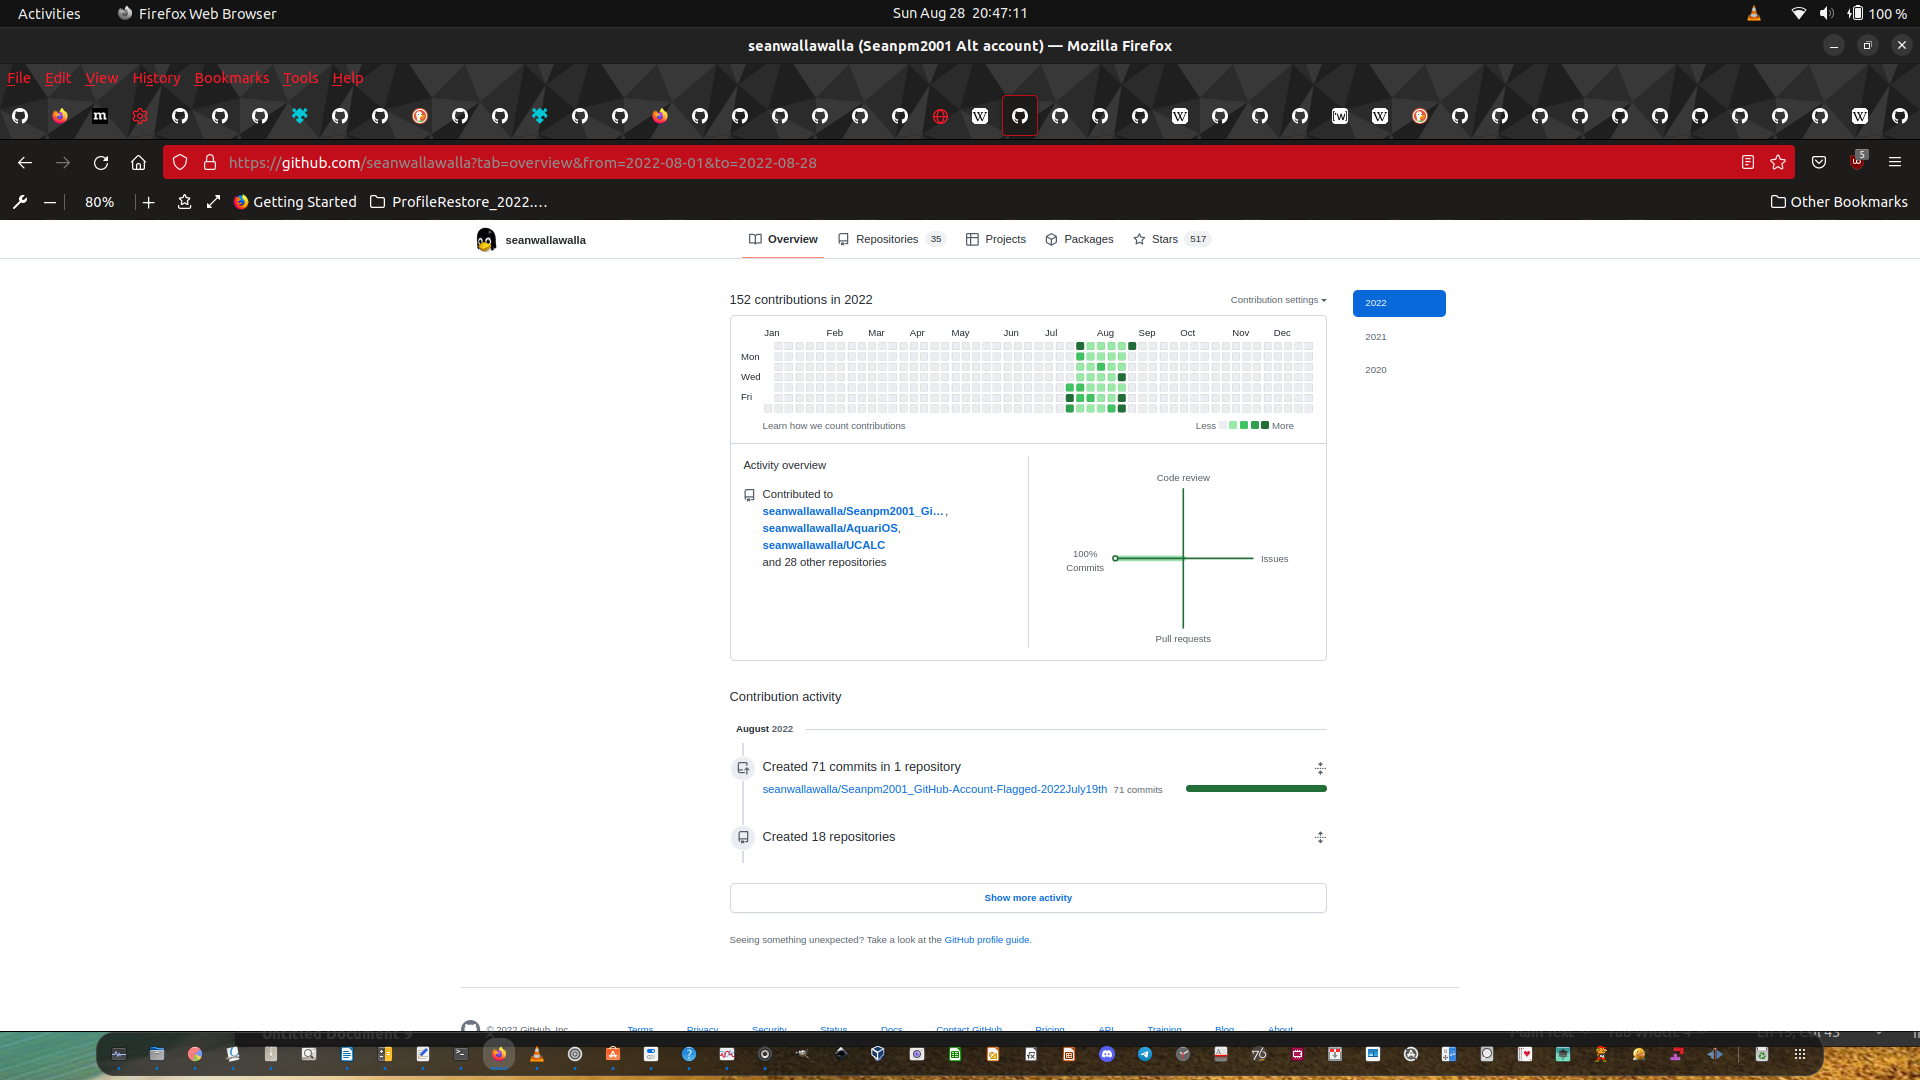 Activities Firefox Web Browser Sun Aug 28 20:47:11 100 %
seanwallawalla (Seanpm2001 Alt account) — Mozilla Firefox
File Edit View History Bookmarks Tools Help
https://github.com/seanwallawalla?tab=overview&from=2022-08-01&to=2022-08-28 5
80% Getting Started ProfileRestore_2022.... Other Bookmarks
seanwallawalla Overview Repositories 35 Projects Packages Stars 517
152 contributions in 2022 Contribution settings 2022
2021
2020
Jan Feb Mar Apr May Jun Jul Aug Sep Oct Nov Dec
Mon
Wed
Fri
Learn how we count contributions Less More
Activity overview
Contributed to
seanwallawalla/Seanpm2001_Gi…,
seanwallawalla/AquariOS,
seanwallawalla/UCALC
and 28 other repositories
Code review
100%
Commits
Issues
Pull requests
Contribution activity
August 2022
Created 71 commits in 1 repository
seanwallawalla/Seanpm2001_GitHub-Account-Flagged-2022July19th 71 commits
Created 18 repositories
Show more activity
Seeing something unexpected? Take a look at the GitHub profile guide.
© 2022 GitHub, Inc. Terms Privacy Security Status Docs Contact GitHub Pricing API Training Blog About